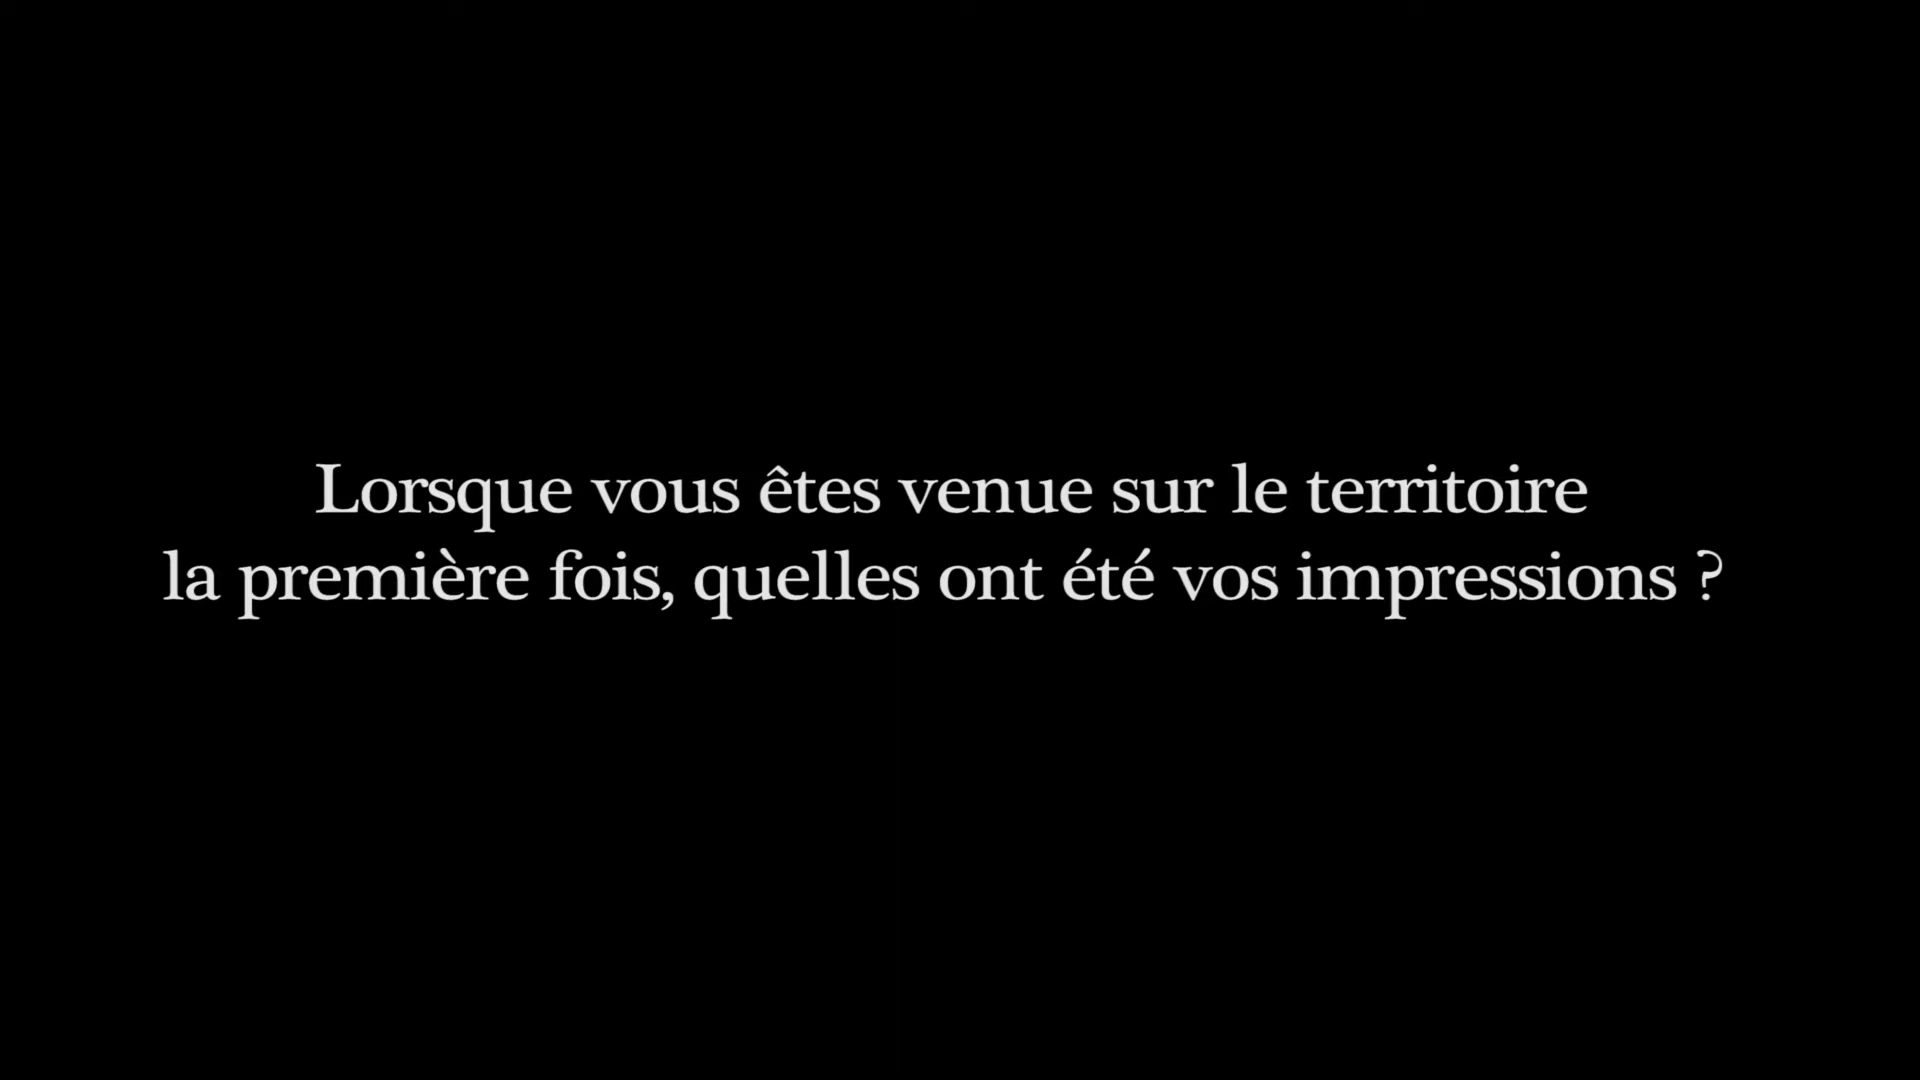 Lorsque vous êtes venue sur le territoire
la première fois, quelles ont été vos impressions ?